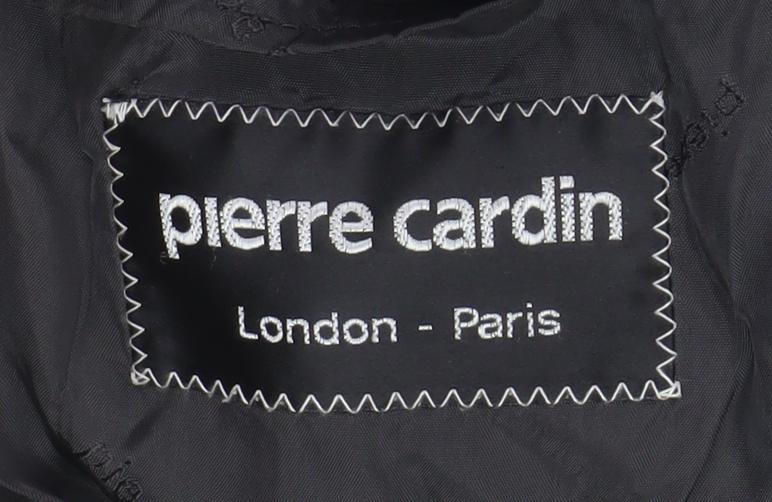 pierre cardin
London - Paris